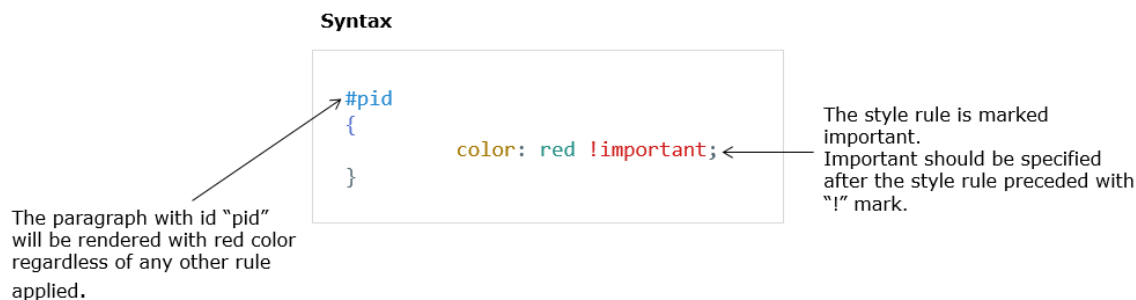 Syntax
#pid
{
color: red !important;
}
The style rule is marked
important.
Important should be specified
after the style rule preceded with
“!” mark.
The paragraph with id “pid”
will be rendered with red color
regardless of any other rule
applied.